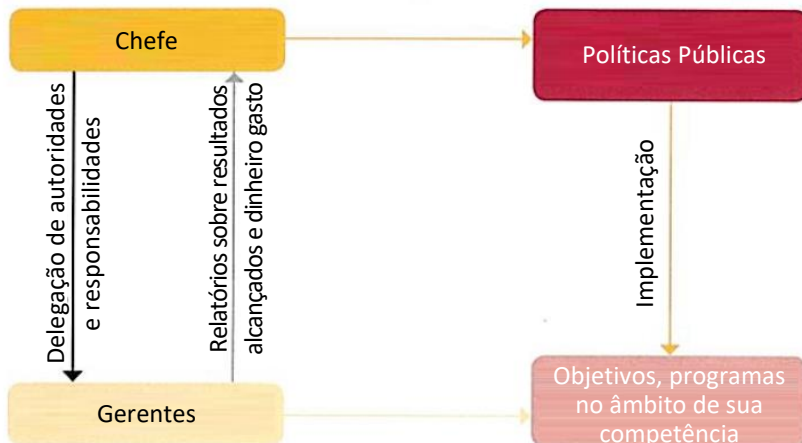 Chefe
Políticas Públicas
Delegação de autoridades
e responsabilidades
Relatórios sobre resultados
alcançados e dinheiro gasto
Implementação
Gerentes
Objetivos, programas
no âmbito de sua
competência